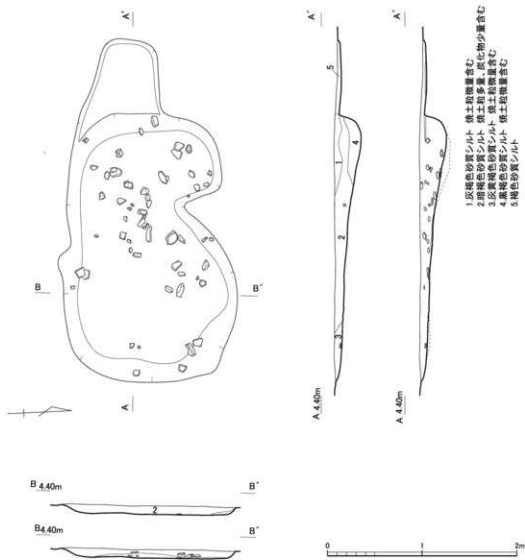 A´
A´
A´
5
4
1
2
3
1.灰褐色砂質シルト 焼土粒微量含む
2.暗褐色砂質シルト 焼土粒多量、炭化物少量含む
3.灰黄褐色砂質シルト 焼土粒微量含む
4.黒褐色砂質シルト 焼土粒微量含む
5.褐色砂質シルト
B
B´
A
A 4.40m
A 4.40m
B 4.40m
B´
2
B 4.40m
B´
0 1 2m